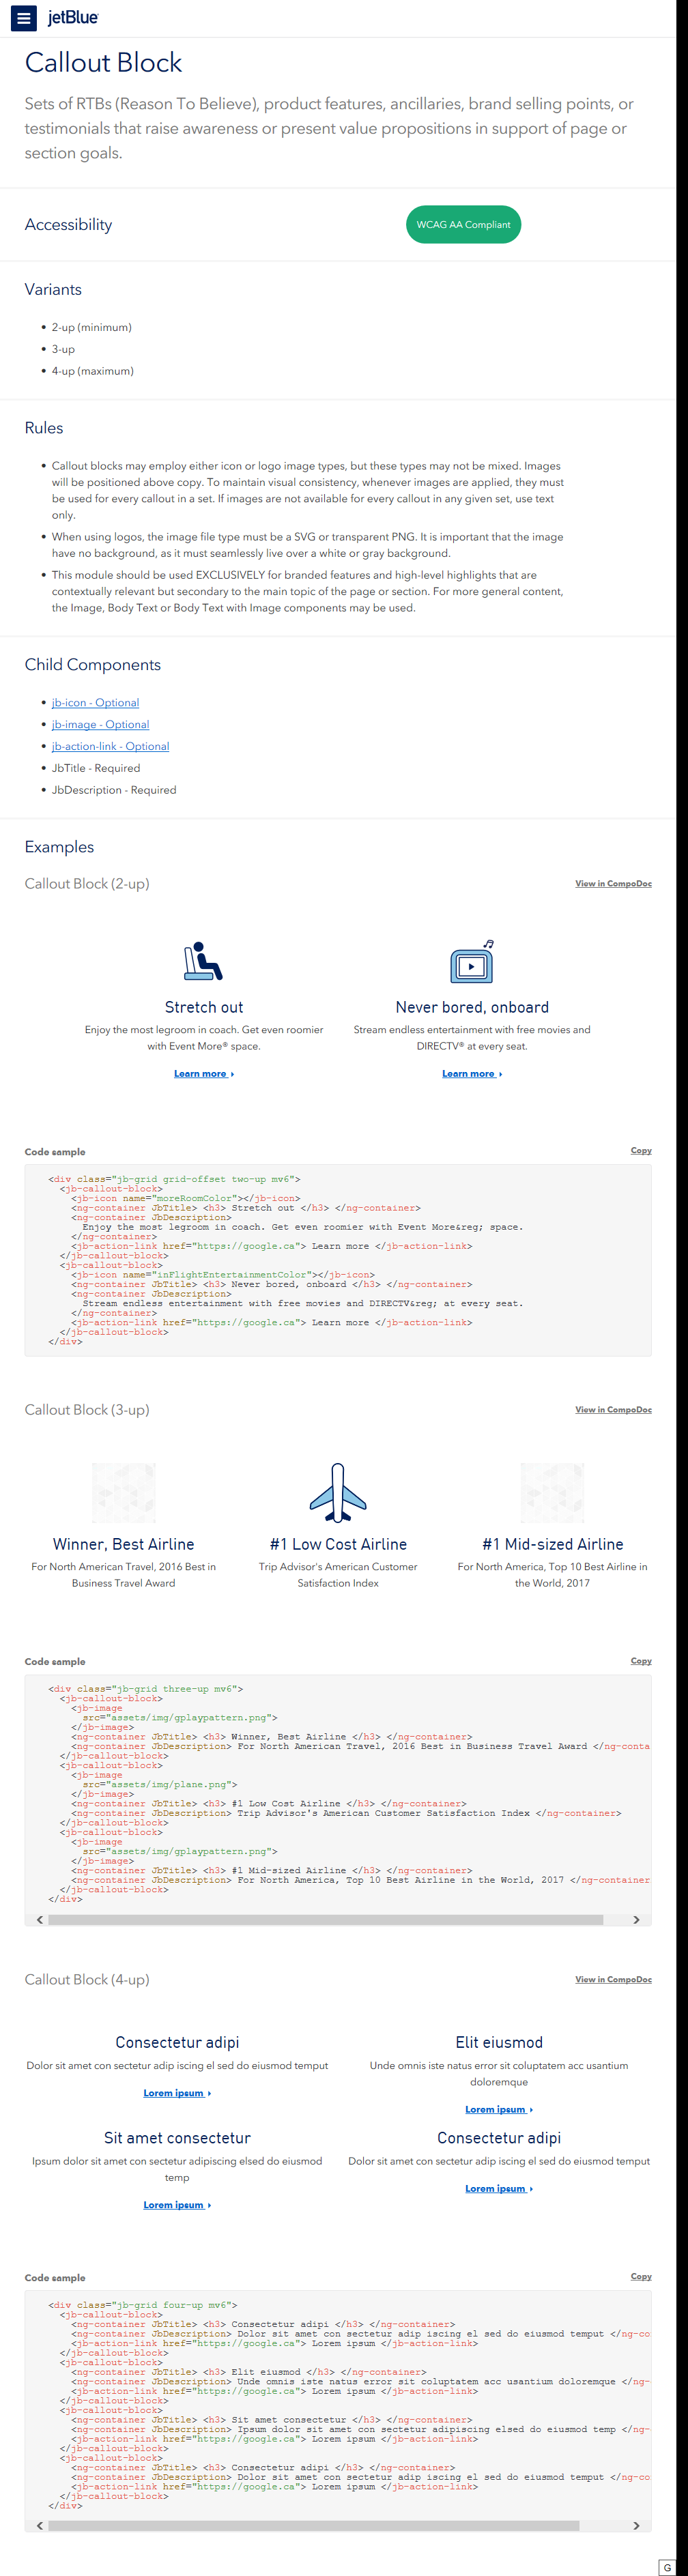 jetBlue
Callout Block
Sets of RTBs (Reason To Believe), product features, ancillaries, brand selling points, or
testimonials that raise awareness or present value propositions in support of page or
section goals.
Accessibility
WCAG AA Compliant
Variants
• 2-up (minimum)
• 3-up
• 4-up (maximum)
Rules
• Callout blocks may employ either icon or logo image types, but these types may not be mixed. Images
will be positioned above copy. To maintain visual consistency, whenever images are applied, they must
be used for every callout in a set. If images are not available for every callout in any given set, use text
only.
• When using logos, the image file type must be a SVG or transparent PNG. It is important that the image
have no background, as it must seamlessly live over a white or gray background.
• This module should be used EXCLUSIVELY for branded features and high-level highlights that are
contextually relevant but secondary to the main topic of the page or section. For more general content,
the Image, Body Text or Body Text with Image components may be used.
Child Components
• jb-icon - Optional
• jb-image - Optional
• jb-action-link - Optional
• JbTitle - Required
• JbDescription - Required
Examples
Callout Block (2-up)
View in CompoDoc
Stretch out
Enjoy the most legroom in coach. Get even roomier
with Event More® space.
Learn more
Never bored, onboard
Stream endless entertainment with free movies and
DIRECTV® at every seat.
Learn more
Code sample
Copy
<div class="jb-grid grid-offset two-up mv6">
<jb-callout-block>
<jb-icon name="moreRoomColor"></jb-icon>
<ng-container JbTitle> <h3> Stretch out </h3> </ng-container>
<ng-container JbDescription>
Enjoy the most legroom in coach. Get even roomier with Event More&reg; space.
</ng-container>
<jb-action-link href="https://google.ca"> Learn more </jb-action-link>
</jb-callout-block>
<jb-callout-block>
<jb-icon name="inFlightEntertainmentColor"></jb-icon>
<ng-container JbTitle> <h3> Never bored, onboard </h3> </ng-container>
<ng-container JbDescription>
Stream endless entertainment with free movies and DIRECTV&reg; at every seat.
</ng-container>
<jb-action-link href="https://google.ca"> Learn more </jb-action-link>
</jb-callout-block>
</div>
Callout Block (3-up)
View in CompoDoc
Winner, Best Airline
For North American Travel, 2016 Best in
Business Travel Award
#1 Low Cost Airline
Trip Advisor's American Customer
Satisfaction Index
#1 Mid-sized Airline
For North America, Top 10 Best Airline in
the World, 2017
Code sample
Copy
<div class="jb-grid three-up mv6">
<jb-callout-block>
<jb-image
src="assets/img/gplaypattern.png">
</jb-image>
<ng-container JbTitle> <h3> Winner, Best Airline </h3> </ng-container>
<ng-container JbDescription> For North American Travel, 2016 Best in Business Travel Award </ng-conta
</jb-callout-block>
<jb-callout-block>
<jb-image
src="assets/img/plane.png">
</jb-image>
<ng-container JbTitle> <h3> #1 Low Cost Airline </h3> </ng-container>
<ng-container JbDescription> Trip Advisor's American Customer Satisfaction Index </ng-container>
</jb-callout-block>
<jb-callout-block>
<jb-image
src="assets/img/gplaypattern.png">
</jb-image>
<ng-container JbTitle> <h3> #1 Mid-sized Airline </h3> </ng-container>
<ng-container JbDescription> For North America, Top 10 Best Airline in the World, 2017 </ng-container
</jb-callout-block>
</div>
Callout Block (4-up)
View in CompoDoc
Consectetur adipi
Dolor sit amet con sectetur adip iscing el sed do eiusmod temput
Lorem ipsum
Elit eiusmod
Unde omnis iste natus error sit coluptatem acc usantium
doloremque
Lorem ipsum
Sit amet consectetur
Ipsum dolor sit amet con sectetur adipiscing elsed do eiusmod
temp
Lorem ipsum
Consectetur adipi
Dolor sit amet con sectetur adip iscing el sed do eiusmod temput
Lorem ipsum
Code sample
Copy
<div class="jb-grid four-up mv6">
<jb-callout-block>
<ng-container JbTitle> <h3> Consectetur adipi </h3> </ng-container>
<ng-container JbDescription> Dolor sit amet con sectetur adip iscing el sed do eiusmod temput </ng-co
<jb-action-link href="https://google.ca"> Lorem ipsum </jb-action-link>
</jb-callout-block>
<jb-callout-block>
<ng-container JbTitle> <h3> Elit eiusmod </h3> </ng-container>
<ng-container JbDescription> Unde omnis iste natus error sit coluptatem acc usantium doloremque </ng-
<jb-action-link href="https://google.ca"> Lorem ipsum </jb-action-link>
</jb-callout-block>
<jb-callout-block>
<ng-container JbTitle> <h3> Sit amet consectetur </h3> </ng-container>
<ng-container JbDescription> Ipsum dolor sit amet con sectetur adipiscing elsed do eiusmod temp </ng-
<jb-action-link href="https://google.ca"> Lorem ipsum </jb-action-link>
</jb-callout-block>
<jb-callout-block>
<ng-container JbTitle> <h3> Consectetur adipi </h3> </ng-container>
<ng-container JbDescription> Dolor sit amet con sectetur adip iscing el sed do eiusmod temput </ng-co
<jb-action-link href="https://google.ca"> Lorem ipsum </jb-action-link>
</jb-callout-block>
</div>
G